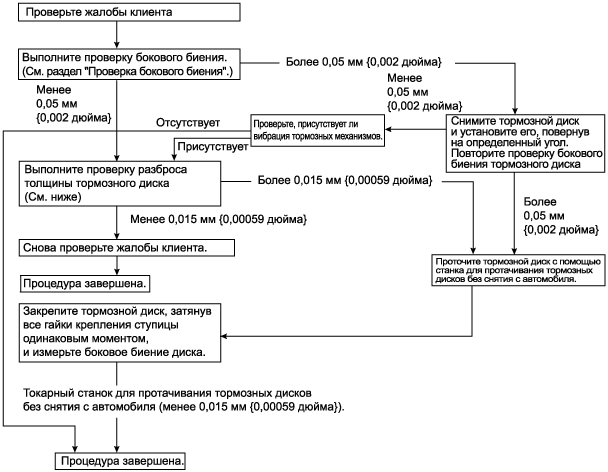 Проверьте жалобы клиента
Выполните проверку бокового биения.
(См. раздел "Проверка бокового биения".)
Более 0,05 мм {0,002 дюйма}
Менее
0,05 мм
{0,002 дюйма}
Менее
0,05 мм
{0,002 дюйма}
Снимите тормозной диск
и установите его, повернув
на определенный угол.
Повторите проверку бокового
биения тормозного диска
Отсутствует
Проверьте, присутствует ли
вибрация тормозных механизмов.
Присутствует
Выполните проверку разброса
толщины тормозного диска
(См. ниже)
Более 0,015 мм {0,00059 дюйма}
Более
0,05 мм
{0,002 дюйма}
Менее 0,015 мм {0,00059 дюйма}
Снова проверьте жалобы клиента.
Проточите тормозной диск с помощью
станка для протачивания тормозных
дисков без снятия с автомобиля.
Процедура завершена.
Закрепите тормозной диск, затянув
все гайки крепления ступицы
одинаковым моментом,
и измерьте боковое биение диска.
Токарный станок для протачивания тормозных дисков
без снятия с автомобиля (менее 0,015 мм {0,00059 дюйма}).
Процедура завершена.